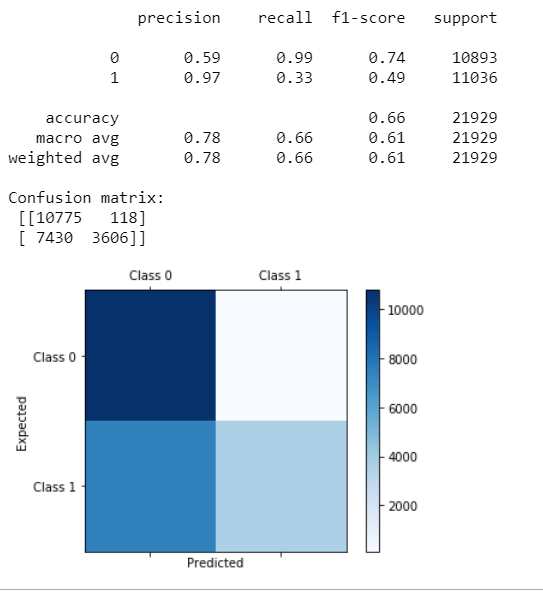 precision recall f1-score support
0 0.59 0.99 0.74 10893
1 0.97 0.33 0.49 11036
accuracy 0.66 21929
macro avg 0.78 0.66 0.61 21929
weighted avg 0.78 0.66 0.61 21929
Confusion matrix:
[[10775 118]
[ 7430 3606]]
Class 0 Class 1
10000
8000
6000
4000
2000
Class 0
Class 1
Expected
Predicted